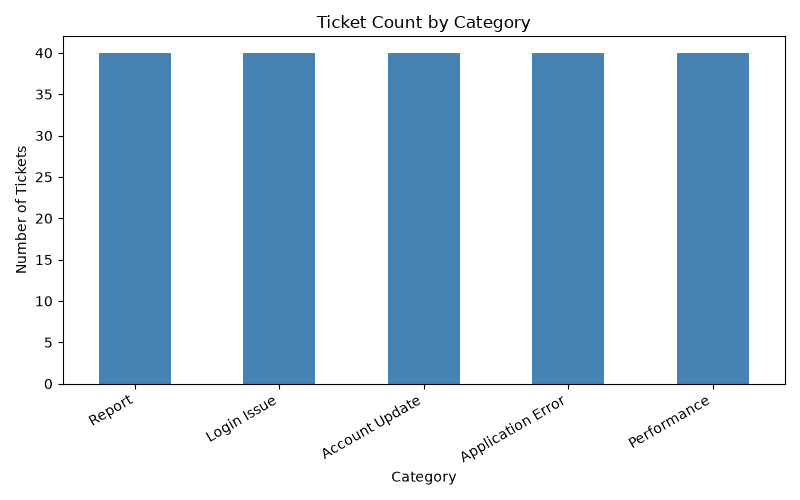 Ticket Count by Category
Number of Tickets
40
35
30
25
20
15
10
5
0
Report
Login Issue
Account Update
Application Error
Performance
Category